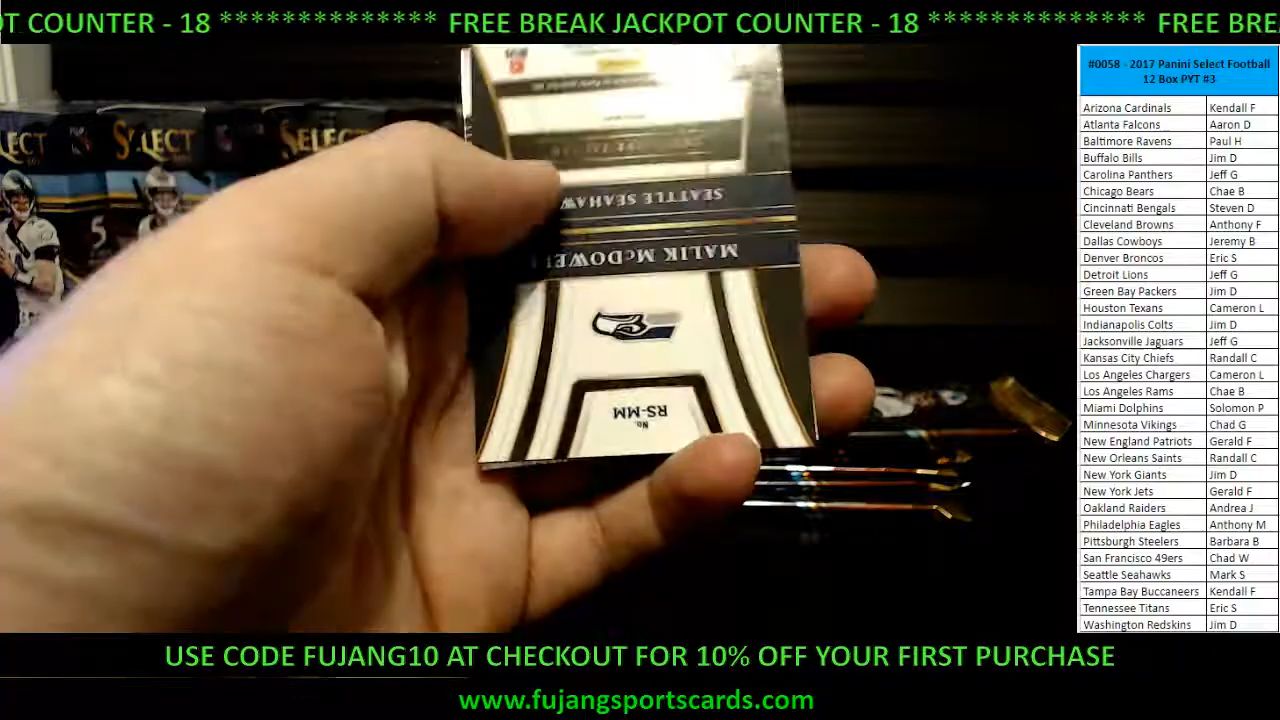 T COUNTER - 18 ************** FREE BREAK JACKPOT COUNTER - 18 ************** FREE BRE
SELECT
SELECT
SEATTLE SEAHAW
MALIK McDOWE
No.
RS-MM
#0058 - 2017 Panini Select Football
12 Box PYT #3
Arizona Cardinals Kendall F
Atlanta Falcons Aaron D
Baltimore Ravens Paul H
Buffalo Bills Jim D
Carolina Panthers Jeff G
Chicago Bears Chae B
Cincinnati Bengals Steven D
Cleveland Browns Anthony F
Dallas Cowboys Jeremy B
Denver Broncos Eric S
Detroit Lions Jeff G
Green Bay Packers Jim D
Houston Texans Cameron L
Indianapolis Colts Jim D
Jacksonville Jaguars Jeff G
Kansas City Chiefs Randall C
Los Angeles Chargers Cameron L
Los Angeles Rams Chae B
Miami Dolphins Solomon P
Minnesota Vikings Chad G
New England Patriots Gerald F
New Orleans Saints Randall C
New York Giants Jim D
New York Jets Gerald F
Oakland Raiders Andrea J
Philadelphia Eagles Anthony M
Pittsburgh Steelers Barbara B
San Francisco 49ers Chad W
Seattle Seahawks Mark S
Tampa Bay Buccaneers Kendall F
Tennessee Titans Eric S
Washington Redskins Jim D
USE CODE FUJANG10 AT CHECKOUT FOR 10% OFF YOUR FIRST PURCHASE
www.fujangsportscards.com